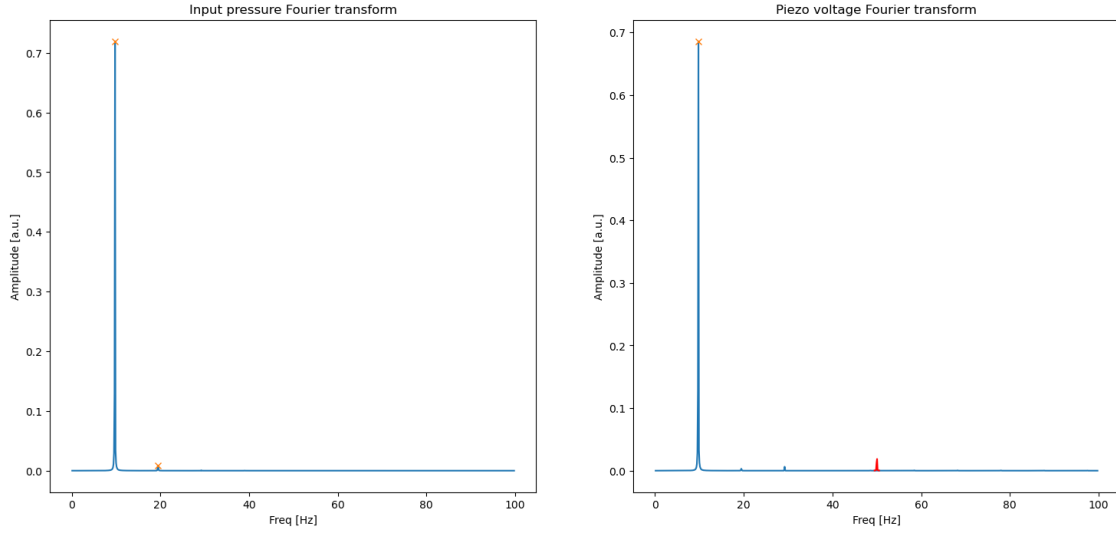 Input pressure Fourier transform
Amplitude [a.u.]
0.7
0.6
0.5
0.4
0.3
0.2
0.1
0.0
0 20 40 60 80 100
Freq [Hz]
Piezo voltage Fourier transform
Amplitude [a.u.]
0.7
0.6
0.5
0.4
0.3
0.2
0.1
0.0
0 20 40 60 80 100
Freq [Hz]